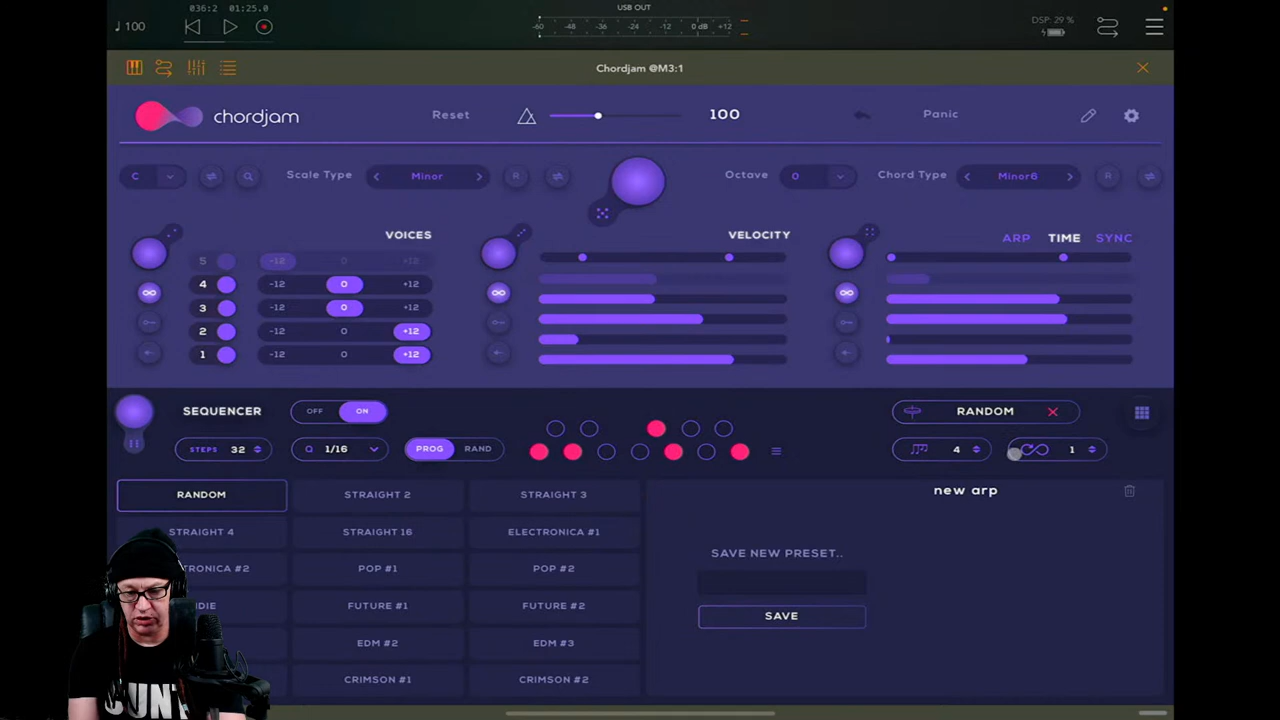 USB OUT
036:2 01:25.0
♩ 100
-60 -48 -36 -24 -12 0 dB +12
DSP: 29 %
Chordjam @M3:1
chordjam
Reset
100
Panic
C
Scale Type
Minor
R
Octave
0
Chord Type
Minor6
R
VOICES
5 -12 0 +12
4 -12 0 +12
3 -12 0 +12
2 -12 0 +12
1 -12 0 +12
VELOCITY
ARP TIME SYNC
SEQUENCER
OFF ON
STEPS 32
Q 1/16
PROG RAND
RANDOM
4
1
RANDOM STRAIGHT 2 STRAIGHT 3
STRAIGHT 4 STRAIGHT 16 ELECTRONICA #1
TRONICA #2 POP #1 POP #2
DIE FUTURE #1 FUTURE #2
EDM #2 EDM #3
CRIMSON #1 CRIMSON #2
new arp
SAVE NEW PRESET..
SAVE